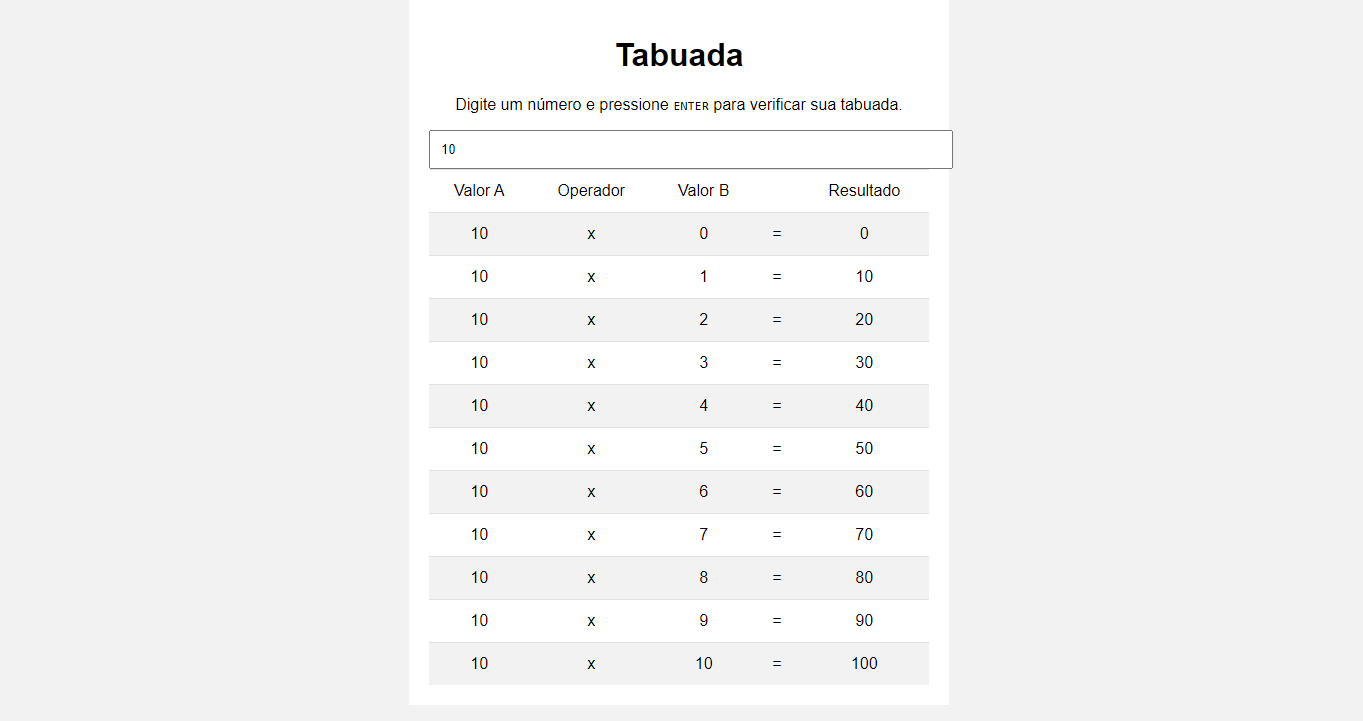 Tabuada
Digite um número e pressione ENTER para verificar sua tabuada.
10
Valor A Operador Valor B Resultado
10 x 0 = 0
10 x 1 = 10
10 x 2 = 20
10 x 3 = 30
10 x 4 = 40
10 x 5 = 50
10 x 6 = 60
10 x 7 = 70
10 x 8 = 80
10 x 9 = 90
10 x 10 = 100